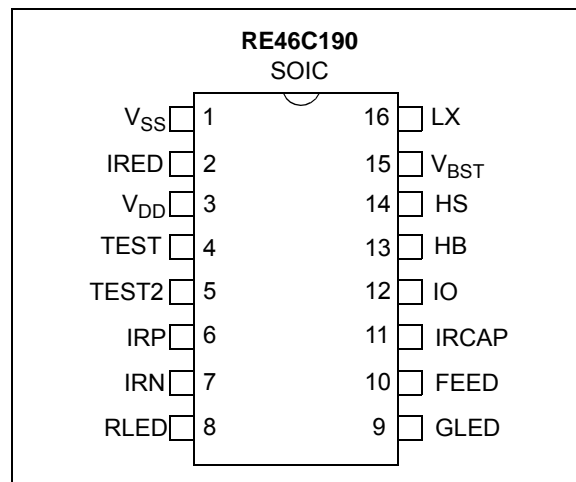 RE46C190
SOIC
VSS 1 16 LX
IRED 2 15 VBST
VDD 3 14 HS
TEST 4 13 HB
TEST2 5 12 IO
IRP 6 11 IRCAP
IRN 7 10 FEED
RLED 8 9 GLED